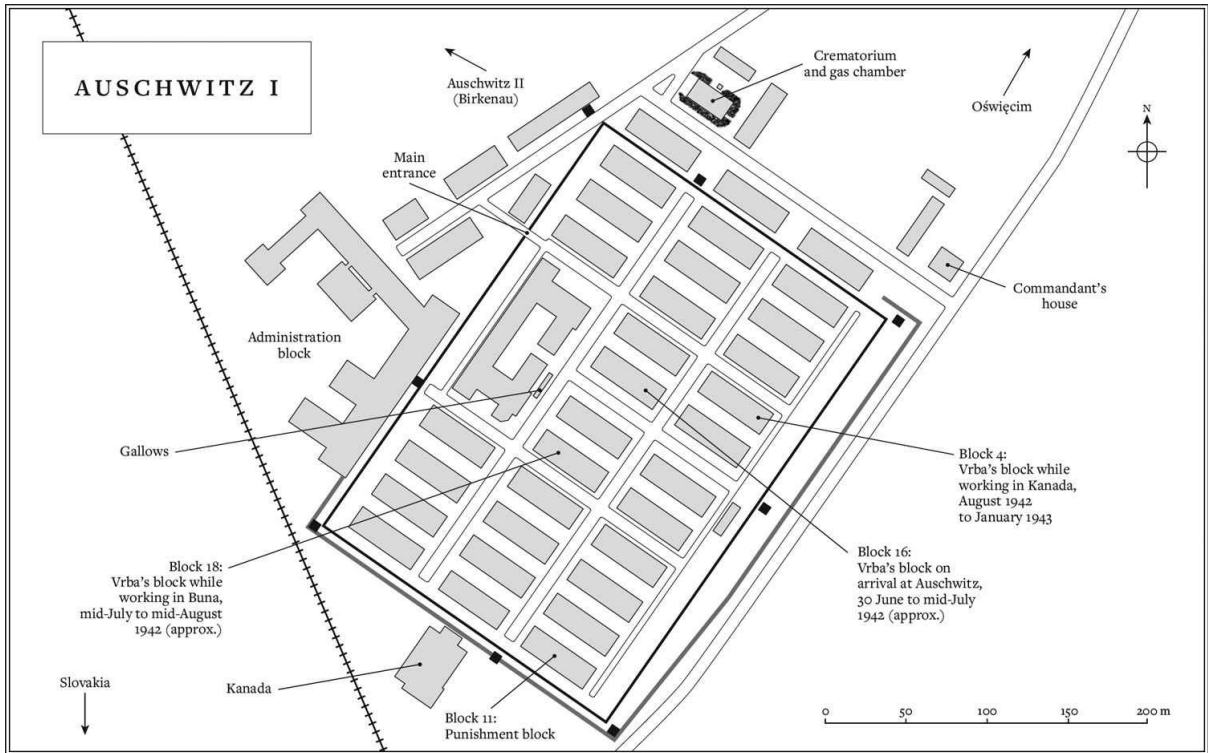 AUSCHWITZ I
Auschwitz II
(Birkenau)
Crematorium
and gas chamber
Oświęcim
N
Main
entrance
Commandant's
house
Administration
block
Gallows
Block 4:
Vrba's block while
working in Kanada,
August 1942
to January 1943
Block 18:
Vrba's block while
working in Buna,
mid-July to mid-August
1942 (approx.)
Block 16:
Vrba's block on
arrival at Auschwitz,
30 June to mid-July
1942 (approx.)
Slovakia
Kanada
Block 11:
Punishment block
0 50 100 150 200 m